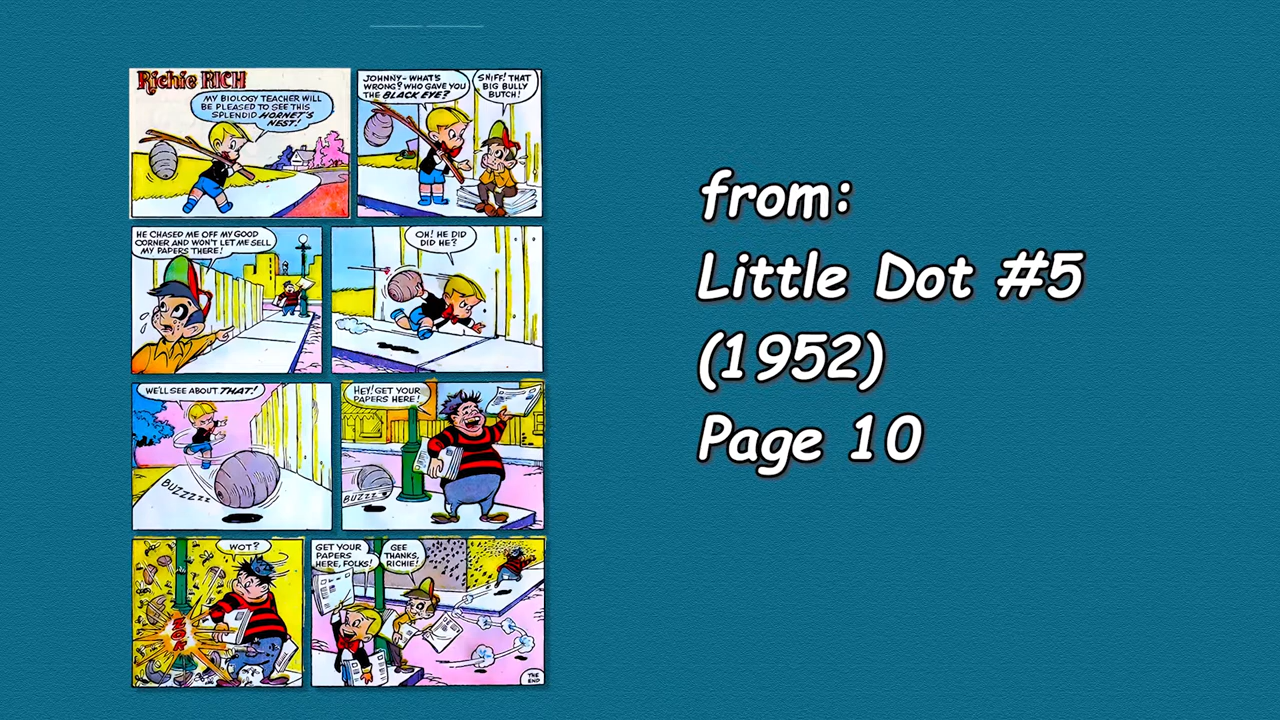 Richie RICH
MY BIOLOGY TEACHER WILL
BE PLEASED TO SEE THIS
SPLENDID HORNET'S
NEST!
JOHNNY-WHAT'S
WRONG? WHO GAVE YOU
THE BLACK EYE?
SNIFF! THAT
BIG BULLY
BUTCH!
HE CHASED ME OFF MY GOOD
CORNER AND WON'T LET ME SELL
MY PAPERS THERE!
OH! HE DID
DID HE?
WE'LL SEE ABOUT THAT!
BUZZZZZ
HEY! GET YOUR
PAPERS HERE!
BUZZZZ
WOT?
GET YOUR
PAPERS
HERE, FOLKS!
GEE
THANKS,
RICHIE!
THE
END
from:
Little Dot #5
(1952)
Page 10